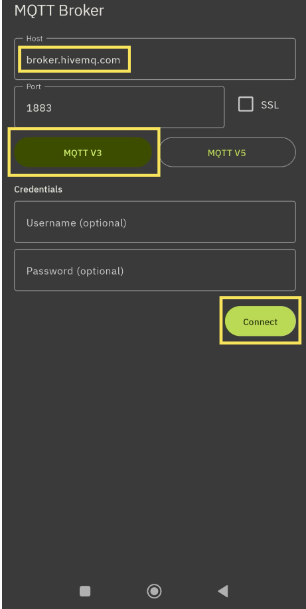 MQTT Broker
Host
broker.hivemq.com
Port
1883
SSL
MQTT V3
MQTT V5
Credentials
Username (optional)
Password (optional)
Connect